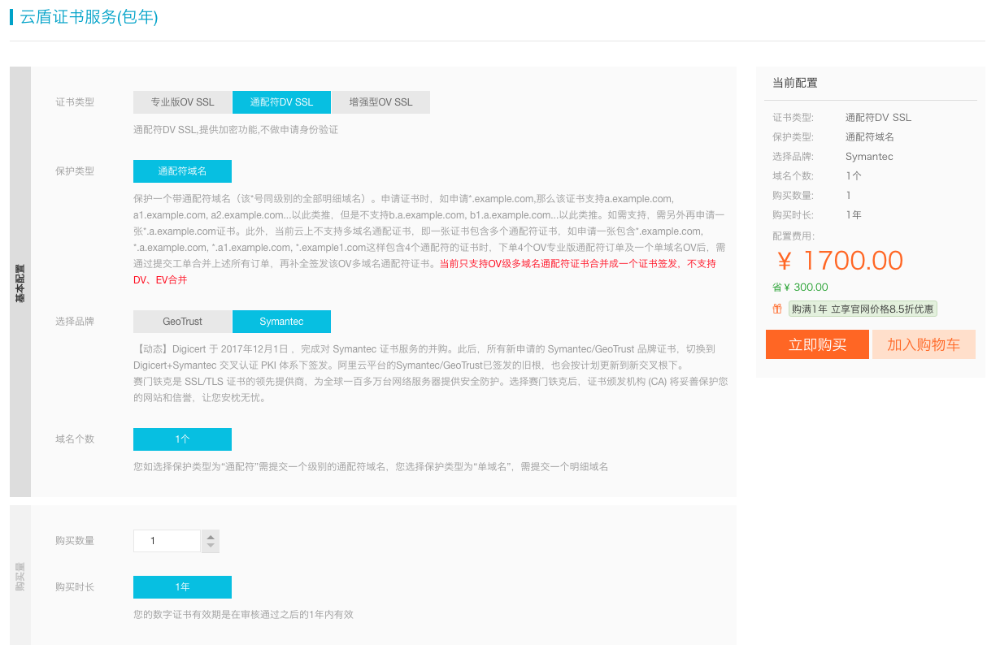 云盾证书服务(包年)
基本配置
证书类型
专业版OV SSL
通配符DV SSL
增强型OV SSL
通配符DV SSL,提供加密功能,不做申请身份验证
保护类型
通配符域名
保护一个带通配符域名（该*号同级别的全部明细域名）。申请证书时，如申请*.example.com,那么该证书支持a.example.com,
a1.example.com, a2.example.com...以此类推，但是不支持b.a.example.com, b1.a.example.com...以此类推。如需支持，需另外再申请一
张*.a.example.com证书。此外，当前云上不支持多域名通配证书，即一张证书包含多个通配符证书，如申请一张包含*.example.com,
*.a.example.com, *.a1.example.com, *.example1.com这样包含4个通配符的证书时，下单4个OV专业版通配符订单及一个单域名OV后，需
通过提交工单合并上述所有订单，再补全签发该OV多域名通配符证书。当前只支持OV级多域名通配符证书合并成一个证书签发，不支持
DV、EV合并
选择品牌
GeoTrust
Symantec
【动态】Digicert 于 2017年12月1日 ，完成对 Symantec 证书服务的并购。此后，所有新申请的 Symantec/GeoTrust 品牌证书，切换到
Digicert+Symantec 交叉认证 PKI 体系下签发。阿里云平台的Symantec/GeoTrust已签发的旧根，也会按计划更新到新交叉根下。
赛门铁克是 SSL/TLS 证书的领先提供商，为全球一百多万台网络服务器提供安全防护。选择赛门铁克后，证书颁发机构 (CA) 将妥善保护您
的网站和信誉，让您安枕无忧。
域名个数
1个
您如选择保护类型为“通配符”需提交一个级别的通配符域名，您选择保护类型为“单域名”，需提交一个明细域名
购买量
购买数量
1
购买时长
1年
您的数字证书有效期是在审核通过之后的1年内有效
当前配置
证书类型: 通配符DV SSL
保护类型: 通配符域名
选择品牌: Symantec
域名个数: 1个
购买数量: 1
购买时长: 1年
配置费用:
¥ 1700.00
省¥ 300.00
购满1年 立享官网价格8.5折优惠
立即购买
加入购物车